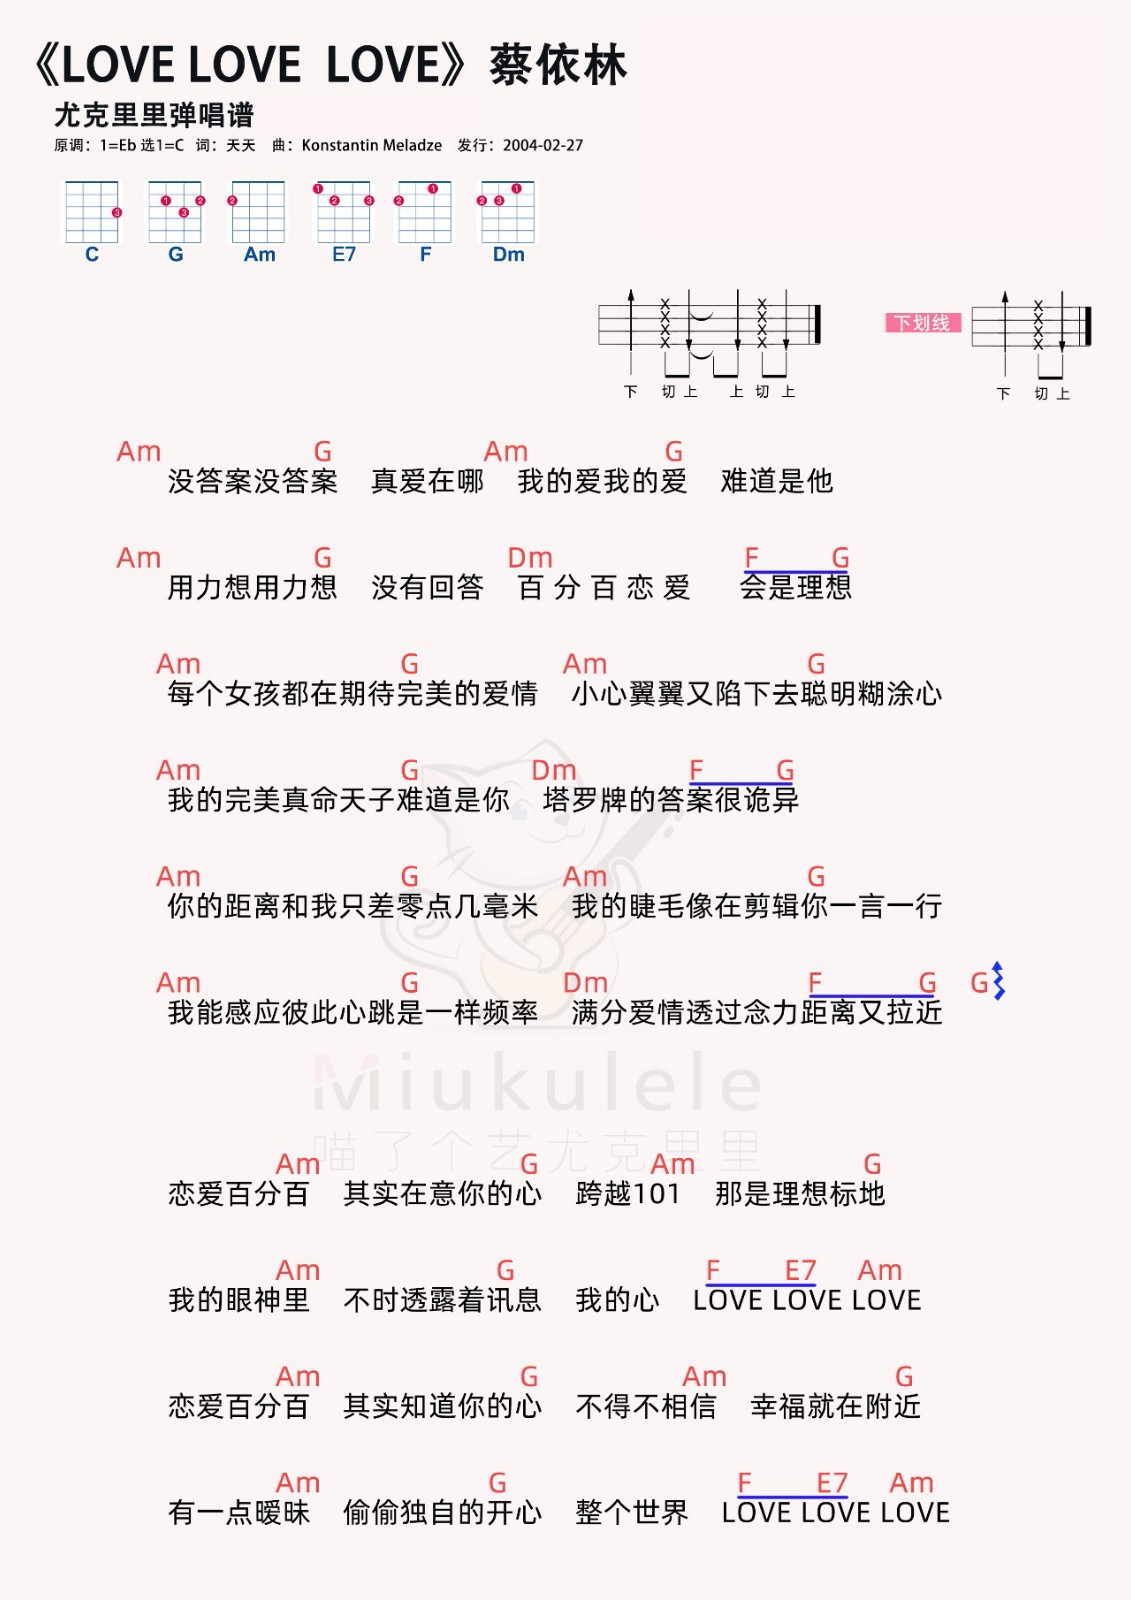 《LOVE LOVE LOVE》蔡依林
尤克里里弹唱谱
原调：1=Eb 选1=C 词：天天 曲：Konstantin Meladze 发行：2004-02-27
1 2 3 2 1 2 3 1 2 1 2 3
C G Am E7 F Dm
下划线
下 切 上 上 切 上 下 切 上
Am G Am G
没答案没答案 真爱在哪 我的爱我的爱 难道是他
Am G Dm F G
用力想用力想 没有回答 百分百恋爱 会是理想
Am G Am G
每个女孩都在期待完美的爱情 小心翼翼又陷下去聪明糊涂心
Am G Dm F G
我的完美真命天子难道是你 塔罗牌的答案很诡异
Am G Am G
你的距离和我只差零点几毫米 我的睫毛像在剪辑你一言一行
Am G Dm F G G
我能感应彼此心跳是一样频率 满分爱情透过念力距离又拉近
Miukulele
喵了个艺尤克里里
Am G Am G
恋爱百分百 其实在意你的心 跨越101 那是理想标地
Am G F E7 Am
我的眼神里 不时透露着讯息 我的心 LOVE LOVE LOVE
Am G Am G
恋爱百分百 其实知道你的心 不得不相信 幸福就在附近
Am G F E7 Am
有一点暧昧 偷偷独自的开心 整个世界 LOVE LOVE LOVE